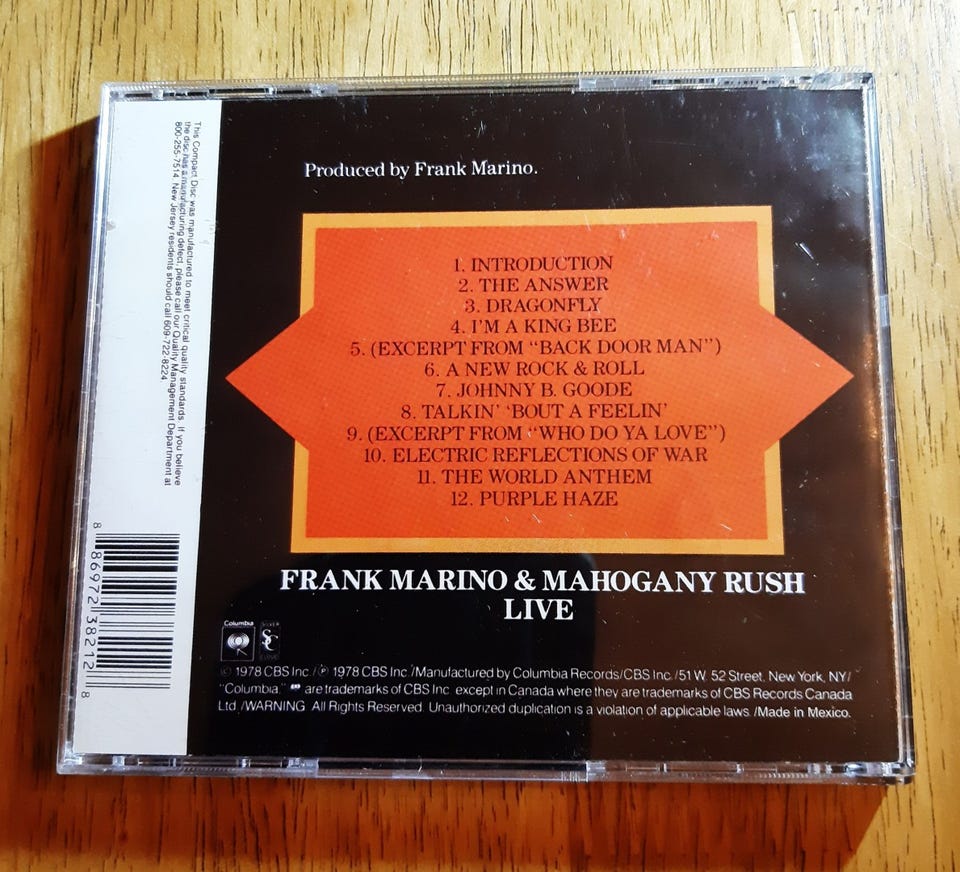 Produced by Frank Marino.
1. INTRODUCTION
2. THE ANSWER
3. DRAGONFLY
4. I'M A KING BEE
5. (EXCERPT FROM “BACK DOOR MAN”)
6. A NEW ROCK & ROLL
7. JOHNNY B. GOODE
8. TALKIN' 'BOUT A FEELIN'
9. (EXCERPT FROM “WHO DO YA LOVE”)
10. ELECTRIC REFLECTIONS OF WAR
11. THE WORLD ANTHEM
12. PURPLE HAZE
FRANK MARINO & MAHOGANY RUSH
LIVE
Columbia
SC
© 1978 CBS Inc./℗ 1978 CBS Inc./Manufactured by Columbia Records/CBS Inc./51 W. 52 Street, New York, NY/
“Columbia,” are trademarks of CBS Inc. except in Canada where they are trademarks of CBS Records Canada
Ltd./WARNING: All Rights Reserved. Unauthorized duplication is a violation of applicable laws./Made in Mexico.
This Compact Disc was manufactured to meet critical quality standards. If you believe
the disc has a manufacturing defect, please call our Quality Management Department at
800-255-7514. New Jersey residents should call 609-722-8224.
8 86972 38212 8